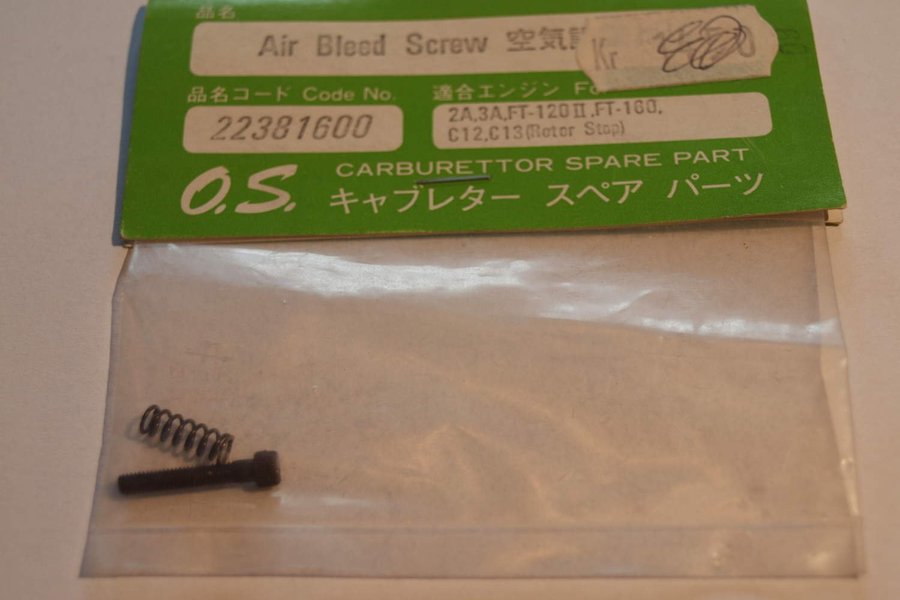 品名
Air Bleed Screw 空気
Kr
品名コード Code No.
22381600
適合エンジン
2A,3A,FT-120II,FT-160,
C12,C13(Rotor Stop)
O.S.
CARBURETTOR SPARE PART
キャブレター スペア パーツ